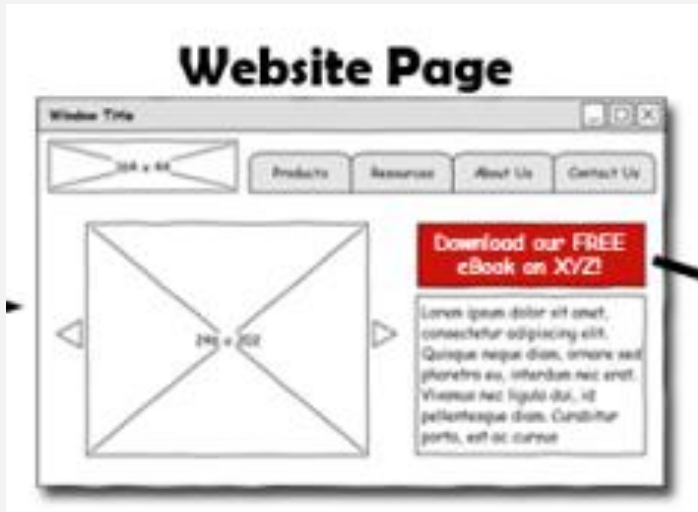 Website Page
Window Title
Products
Resources
About Us
Contact Us
Download our FREE
eBook on XYZ!
Lorem ipsum dolor sit amet,
consectetur adipiscing elit.
Quisque neque diam, ornare sed
pharetra eu, interdum nec erat.
Vivamus nec ligula dui, id
pellentesque diam. Curabitur
porta, est ac cursus